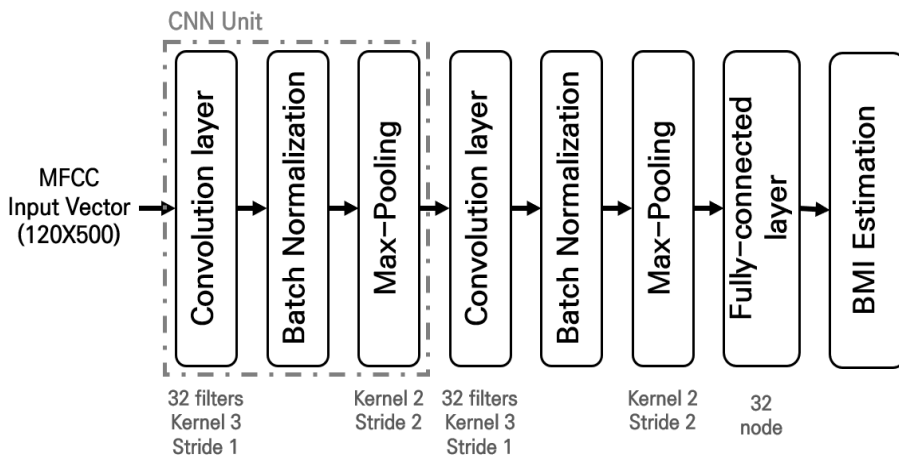 CNN Unit
MFCC
Input Vector
(120X500)
Convolution layer
Batch Normalization
Max-Pooling
Convolution layer
Batch Normalization
Max-Pooling
Fully-connected
layer
BMI Estimation
32 filters
Kernel 3
Stride 1
Kernel 2
Stride 2
32 filters
Kernel 3
Stride 1
Kernel 2
Stride 2
32
node